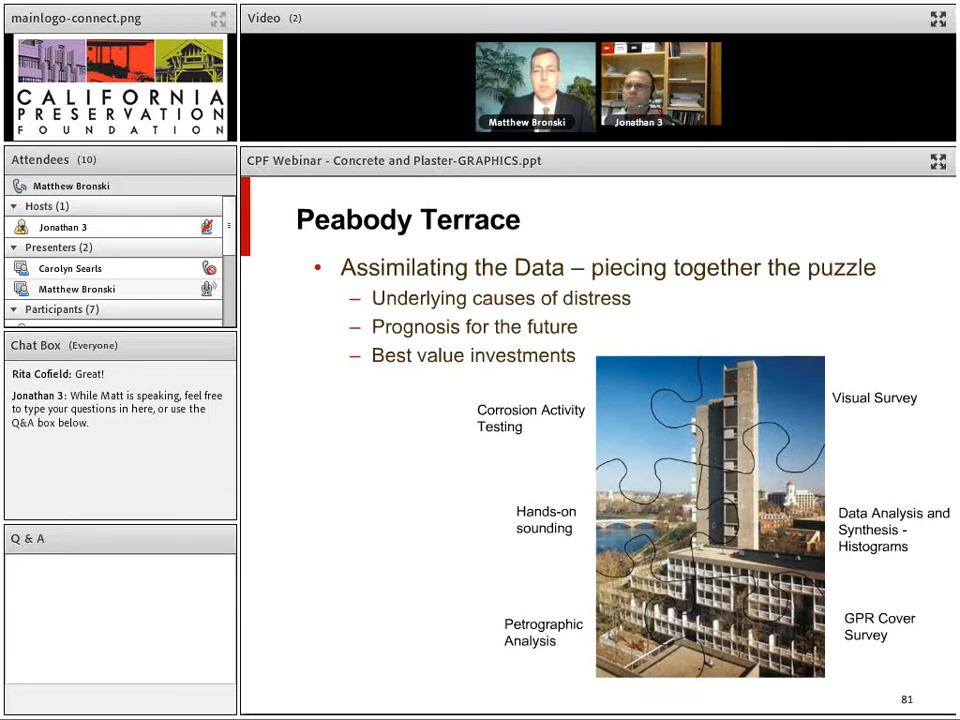 mainlogo-connect.png
CALIFORNIA
PRESERVATION
FOUNDATION
Video (2)
Matthew Bronski
Jonathan 3
Attendees (10)
Matthew Bronski
Hosts (1)
Jonathan 3
Presenters (2)
Carolyn Searls
Matthew Bronski
Participants (7)
Chat Box (Everyone)
Rita Cofield: Great!
Jonathan 3: While Matt is speaking, feel free
to type your questions in here, or use the
Q&A box below.
Q & A
CPF Webinar - Concrete and Plaster-GRAPHICS.ppt
Peabody Terrace
• Assimilating the Data – piecing together the puzzle
– Underlying causes of distress
– Prognosis for the future
– Best value investments
Corrosion Activity
Testing
Visual Survey
Hands-on
sounding
Data Analysis and
Synthesis -
Histograms
Petrographic
Analysis
GPR Cover
Survey
81